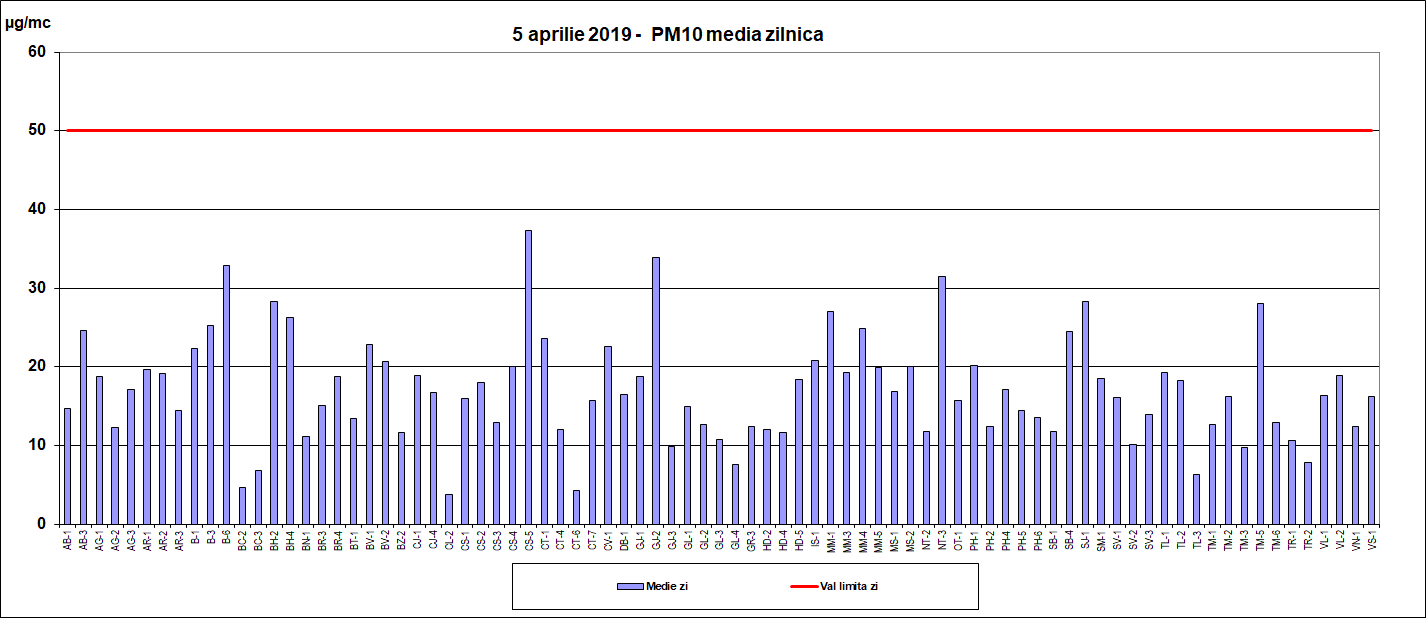 µg/mc
5 aprilie 2019 - PM10 media zilnica
60
50
40
30
20
10
0
AB-1 AB-3 AG-1 AG-2 AG-3 AR-1 AR-2 AR-3 B-1 B-3 B-6 BC-2 BC-3 BH-2 BH-4 BN-1 BR-3 BR-4 BT-1 BV-1 BV-2 BZ-2 CJ-1 CJ-4 CL-2 CS-1 CS-2 CS-3 CS-4 CS-5 CT-1 CT-4 CT-6 CT-7 CV-1 DB-1 GJ-1 GJ-2 GJ-3 GL-1 GL-2 GL-3 GL-4 GR-3 HD-2 HD-4 HD-5 IS-1 MM-1 MM-3 MM-4 MM-5 MS-1 MS-2 NT-2 NT-3 OT-1 PH-1 PH-2 PH-4 PH-5 PH-6 SB-1 SB-4 SJ-1 SM-1 SV-1 SV-2 SV-3 TL-1 TL-2 TL-3 TM-1 TM-2 TM-3 TM-5 TM-6 TR-1 TR-2 VL-1 VL-2 VN-1 VS-1
Medie zi Val limita zi